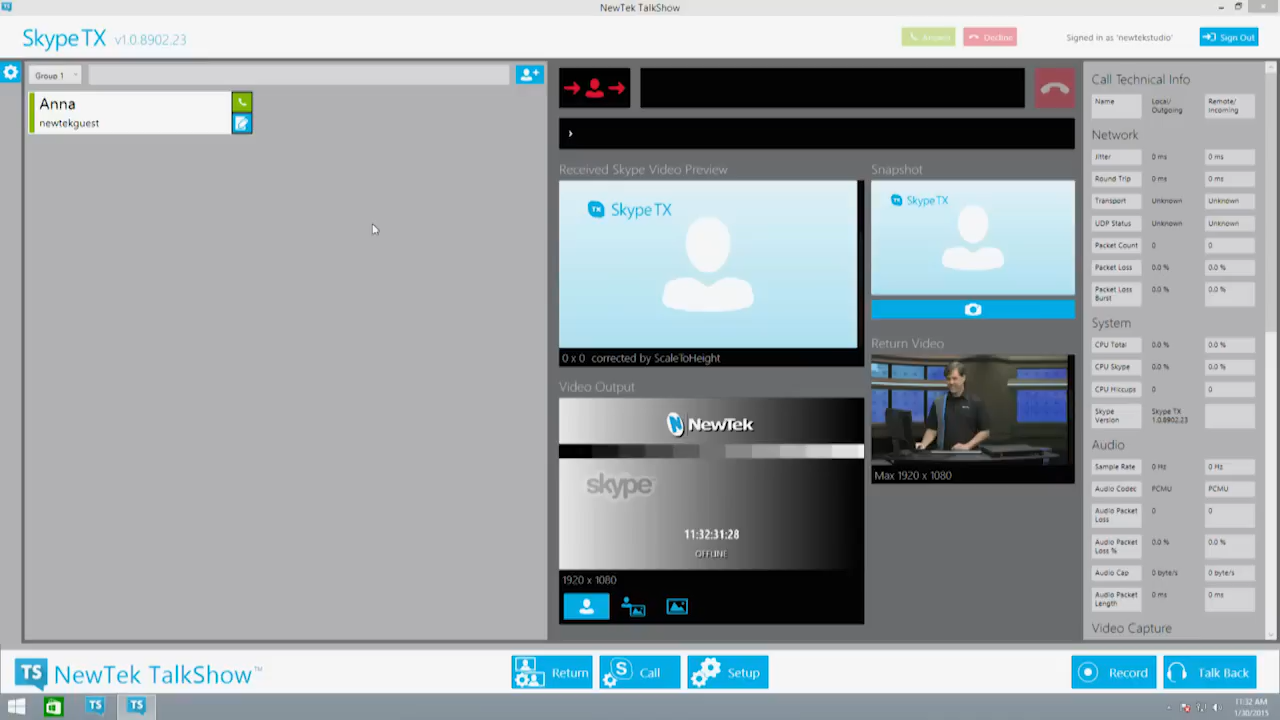 NewTek TalkShow
SkypeTX v1.0.8902.23
Answer
Decline
Signed in as 'newtekstudio'
Sign Out
Group 1
Anna
newtekguest
Received Skype Video Preview
SkypeTX
0 x 0 corrected by ScaleToHeight
Snapshot
SkypeTX
Return Video
Max 1920 x 1080
Video Output
NewTek
skype
11:32:31:28
OFFLINE
1920 x 1080
Call Technical Info
Name Local/ Outgoing Remote/ Incoming
Network
Jitter 0 ms 0 ms
Round Trip 0 ms 0 ms
Transport Unknown Unknown
UDP Status Unknown Unknown
Packet Count 0 0
Packet Loss 0.0 % 0.0 %
Packet Loss Burst 0.0 % 0.0 %
System
CPU Total 0.0 % 0.0 %
CPU Skype 0.0 % 0.0 %
CPU Hiccups 0 0
Skype Version Skype TX 1.0.8902.23
Audio
Sample Rate 0 Hz 0 Hz
Audio Codec PCMU PCMU
Audio Packet Loss 0 0
Audio Packet Loss % 0.0 % 0.0 %
Audio Cap 0 byte/s 0 byte/s
Audio Packet Length 0 ms 0 ms
Video Capture
TS NewTek TalkShow™
Return
Call
Setup
Record
Talk Back
TS
TS
11:32 AM
1/30/2015